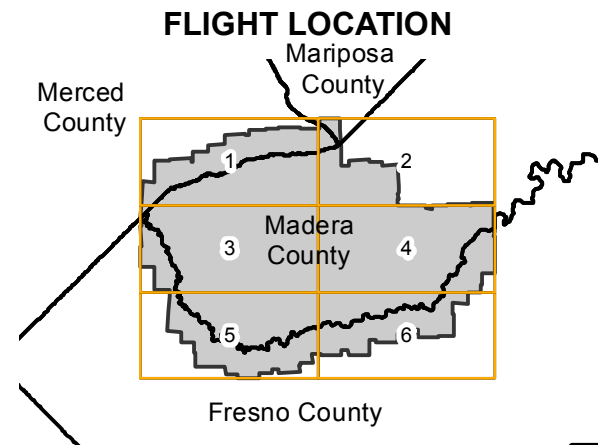 FLIGHT LOCATION
Mariposa
County
Merced
County
1
2
Madera
County
3
4
5
6
Fresno County